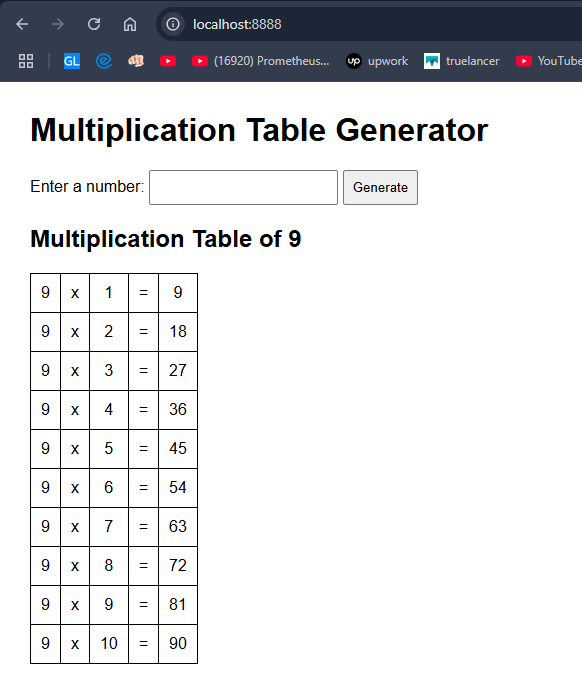 localhost:8888
GL (16920) Prometheus... up upwork truelancer YouTube
Multiplication Table Generator
Enter a number: Generate
Multiplication Table of 9
9 x 1 = 9
9 x 2 = 18
9 x 3 = 27
9 x 4 = 36
9 x 5 = 45
9 x 6 = 54
9 x 7 = 63
9 x 8 = 72
9 x 9 = 81
9 x 10 = 90